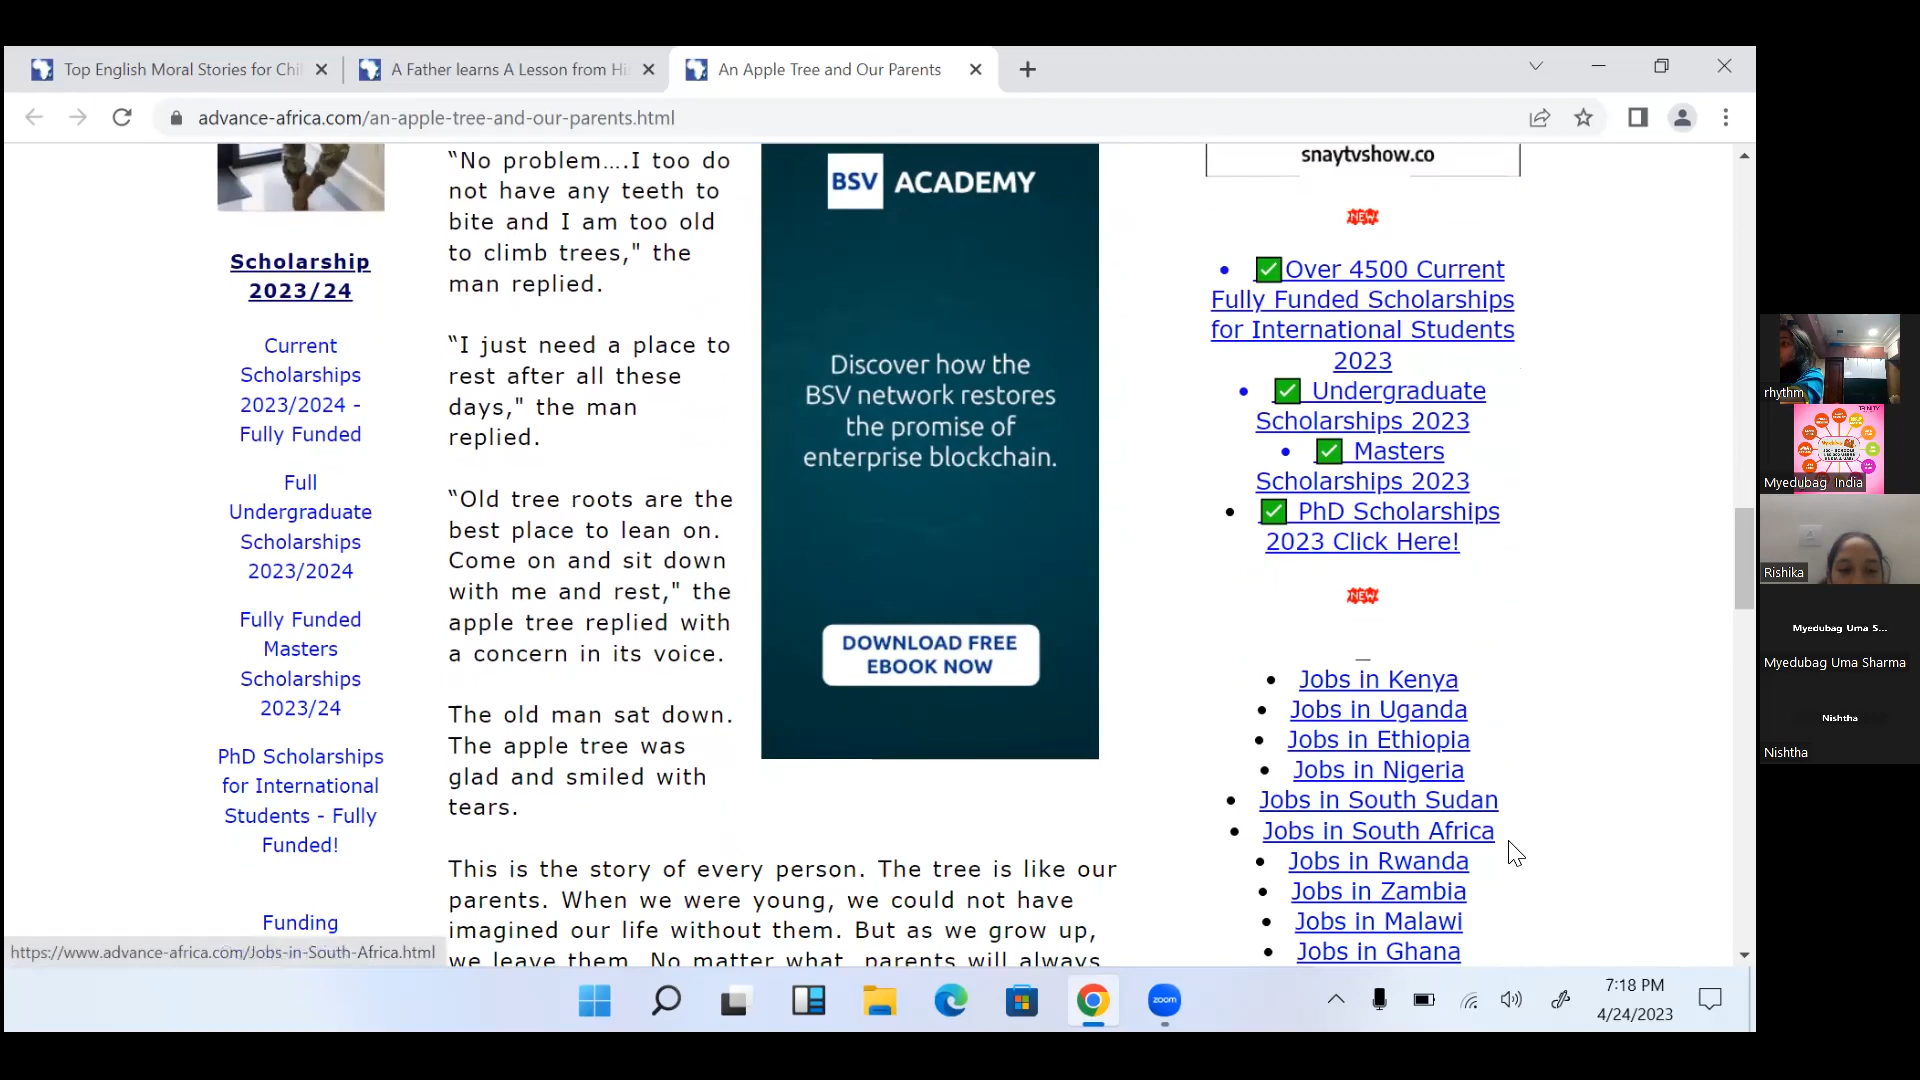 Top English Moral Stories for Chi
A Father learns A Lesson from Hi
An Apple Tree and Our Parents
advance-africa.com/an-apple-tree-and-our-parents.html
Scholarship
2023/24
Current
Scholarships
2023/2024 -
Fully Funded
Full
Undergraduate
Scholarships
2023/2024
Fully Funded
Masters
Scholarships
2023/24
PhD Scholarships
for International
Students - Fully
Funded!
Funding
https://www.advance-africa.com/Jobs-in-South-Africa.html
“No problem....I too do
not have any teeth to
bite and I am too old
to climb trees," the
man replied.
“I just need a place to
rest after all these
days," the man
replied.
“Old tree roots are the
best place to lean on.
Come on and sit down
with me and rest," the
apple tree replied with
a concern in its voice.
The old man sat down.
The apple tree was
glad and smiled with
tears.
This is the story of every person. The tree is like our
parents. When we were young, we could not have
imagined our life without them. But as we grow up,
we leave them. No matter what, parents will always
BSV ACADEMY
Discover how the
BSV network restores
the promise of
enterprise blockchain.
DOWNLOAD FREE
EBOOK NOW
snaytvshow.co
NEW
Over 4500 Current
Fully Funded Scholarships
for International Students
2023
Undergraduate
Scholarships 2023
Masters
Scholarships 2023
PhD Scholarships
2023 Click Here!
NEW
Jobs in Kenya
Jobs in Uganda
Jobs in Ethiopia
Jobs in Nigeria
Jobs in South Sudan
Jobs in South Africa
Jobs in Rwanda
Jobs in Zambia
Jobs in Malawi
Jobs in Ghana
zoom
7:18 PM
4/24/2023
rhythm
TRINITY
Myedubag India
Rishika
Myedubag Uma S...
Myedubag Uma Sharma
Nishtha
Nishtha